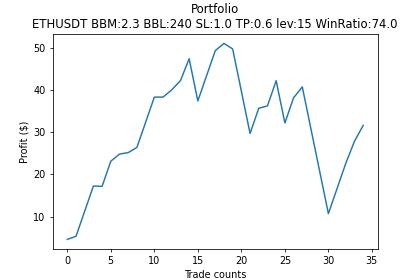 Portfolio
ETHUSDT BBM:2.3 BBL:240 SL:1.0 TP:0.6 lev:15 WinRatio:74.0
50
40
30
20
10
Profit ($)
0 5 10 15 20 25 30 35
Trade counts